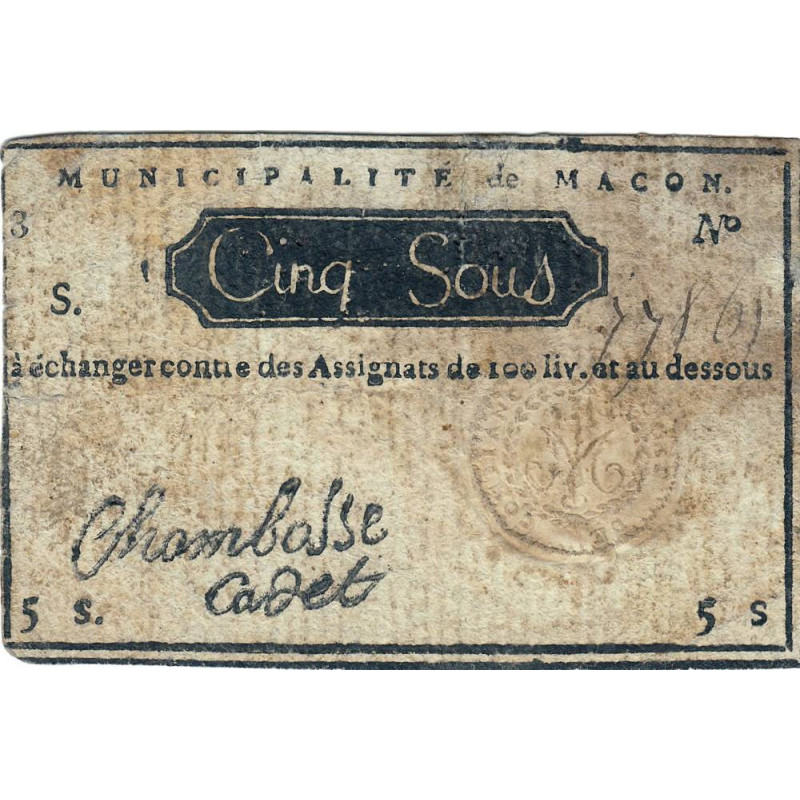 MUNICIPALITÉ de MACON.
3
Nº
S.
Cinq Sous
à échanger contre des Assignats de 100 liv. et au dessous
Chambosse
cadet
5 s.
5 S